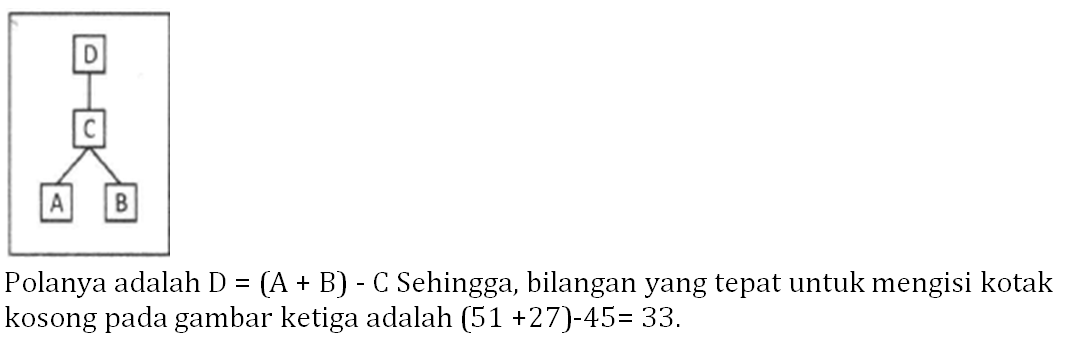 D
C
A B
Polanya adalah D = (A + B) - C Sehingga, bilangan yang tepat untuk mengisi kotak
kosong pada gambar ketiga adalah (51 +27)-45= 33.